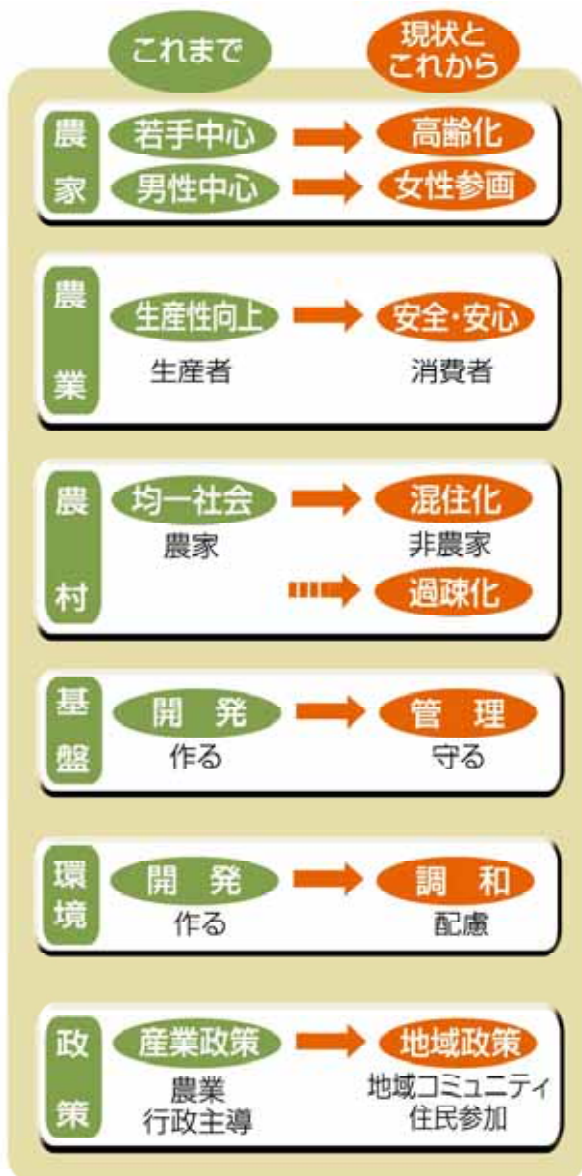 これまで
現状と
これから
農家
若手中心
高齢化
男性中心
女性参画
農業
生産性向上
安全・安心
生産者
消費者
農村
均一社会
混住化
農家
非農家
過疎化
基盤
開発
管理
作る
守る
環境
開発
調和
作る
配慮
政策
産業政策
地域政策
農業
行政主導
地域コミュニティ
住民参加